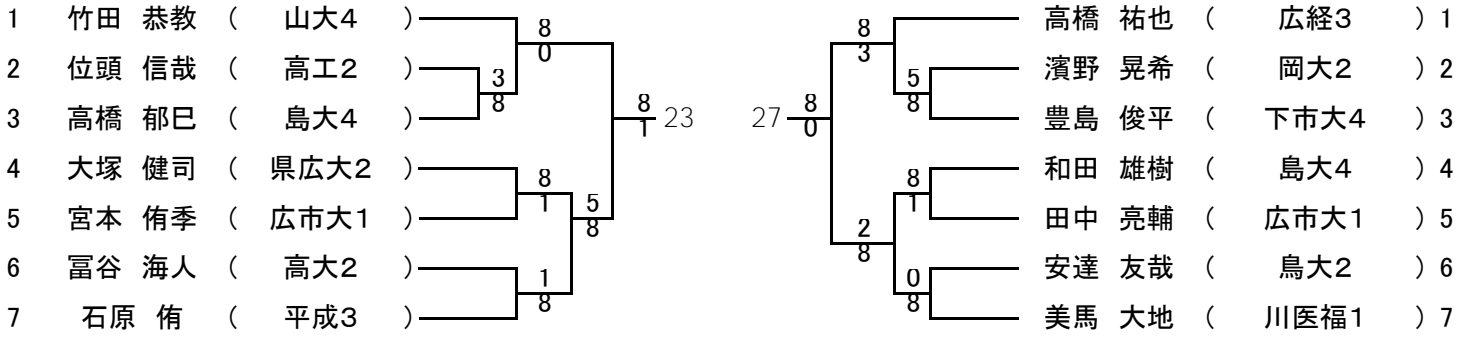 1 竹田 恭教 ( 山大4 )
2 位頭 信哉 ( 高工2 )
3 高橋 郁巳 ( 島大4 )
4 大塚 健司 ( 県広大2 )
5 宮本 侑季 ( 広市大1 )
6 冨谷 海人 ( 高大2 )
7 石原 侑 ( 平成3 )
8
0
3
8
8
1
1
8
5
8
8
1
23
高橋 祐也 ( 広経3 ) 1
濱野 晃希 ( 岡大2 ) 2
豊島 俊平 ( 下市大4 ) 3
和田 雄樹 ( 島大4 ) 4
田中 亮輔 ( 広市大1 ) 5
安達 友哉 ( 鳥大2 ) 6
美馬 大地 ( 川医福1 ) 7
8
3
5
8
8
1
0
8
2
8
27
8
0